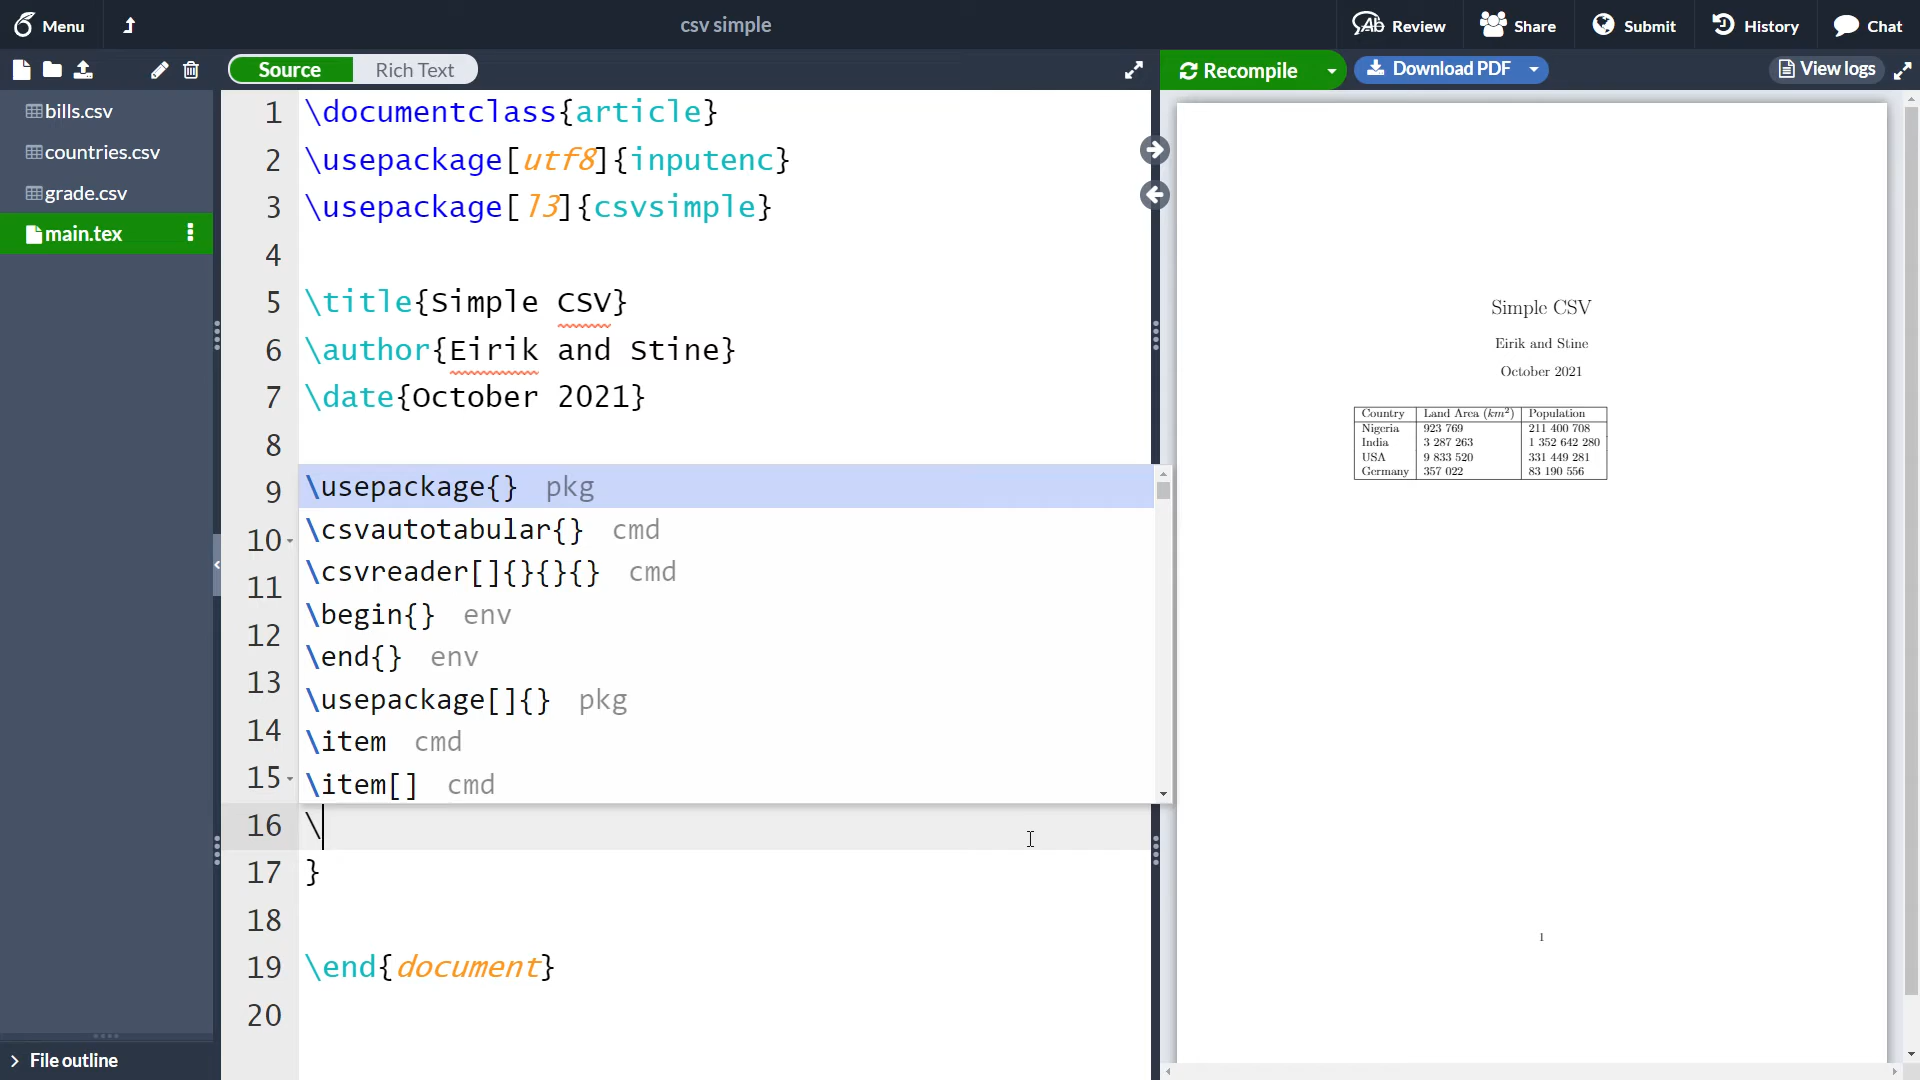 Menu
csv simple
Review
Share
Submit
History
Chat
Source
Rich Text
Recompile
Download PDF
View logs
bills.csv
countries.csv
grade.csv
main.tex
File outline
1 \documentclass{article}
2 \usepackage[utf8]{inputenc}
3 \usepackage[l3]{csvsimple}
4
5 \title{Simple CSV}
6 \author{Eirik and Stine}
7 \date{October 2021}
8
9
10
11
12
13
14
15
\usepackage{} pkg
\csvautotabular{} cmd
\csvreader[]{}{}{} cmd
\begin{} env
\end{} env
\usepackage[]{} pkg
\item cmd
\item[] cmd
16 \
17 }
18
19 \end{document}
20
Simple CSV
Eirik and Stine
October 2021
Country Land Area (km²) Population
Nigeria 923 769 211 400 708
India 3 287 263 1 352 642 280
USA 9 833 520 331 449 281
Germany 357 022 83 190 556
1